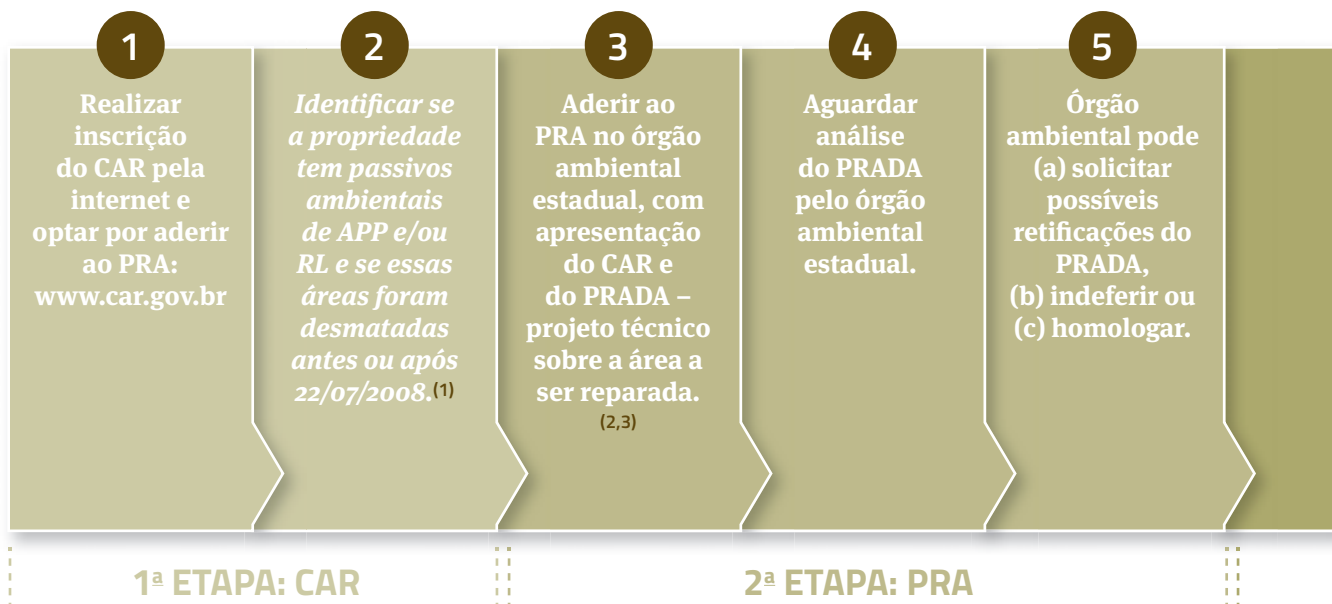 1
Realizar
inscrição
do CAR pela
internet e
optar por aderir
ao PRA:
www.car.gov.br
2
Identificar se
a propriedade
tem passivos
ambientais
de APP e/ou
RL e se essas
áreas foram
desmatadas
antes ou após
22/07/2008.(1)
3
Aderir ao
PRA no órgão
ambiental
estadual, com
apresentação
do CAR e
do PRADA –
projeto técnico
sobre a área a
ser reparada.
(2,3)
4
Aguardar
análise
do PRADA
pelo órgão
ambiental
estadual.
5
Órgão
ambiental pode
(a) solicitar
possíveis
retificações do
PRADA,
(b) indeferir ou
(c) homologar.
1ª ETAPA: CAR
2ª ETAPA: PRA